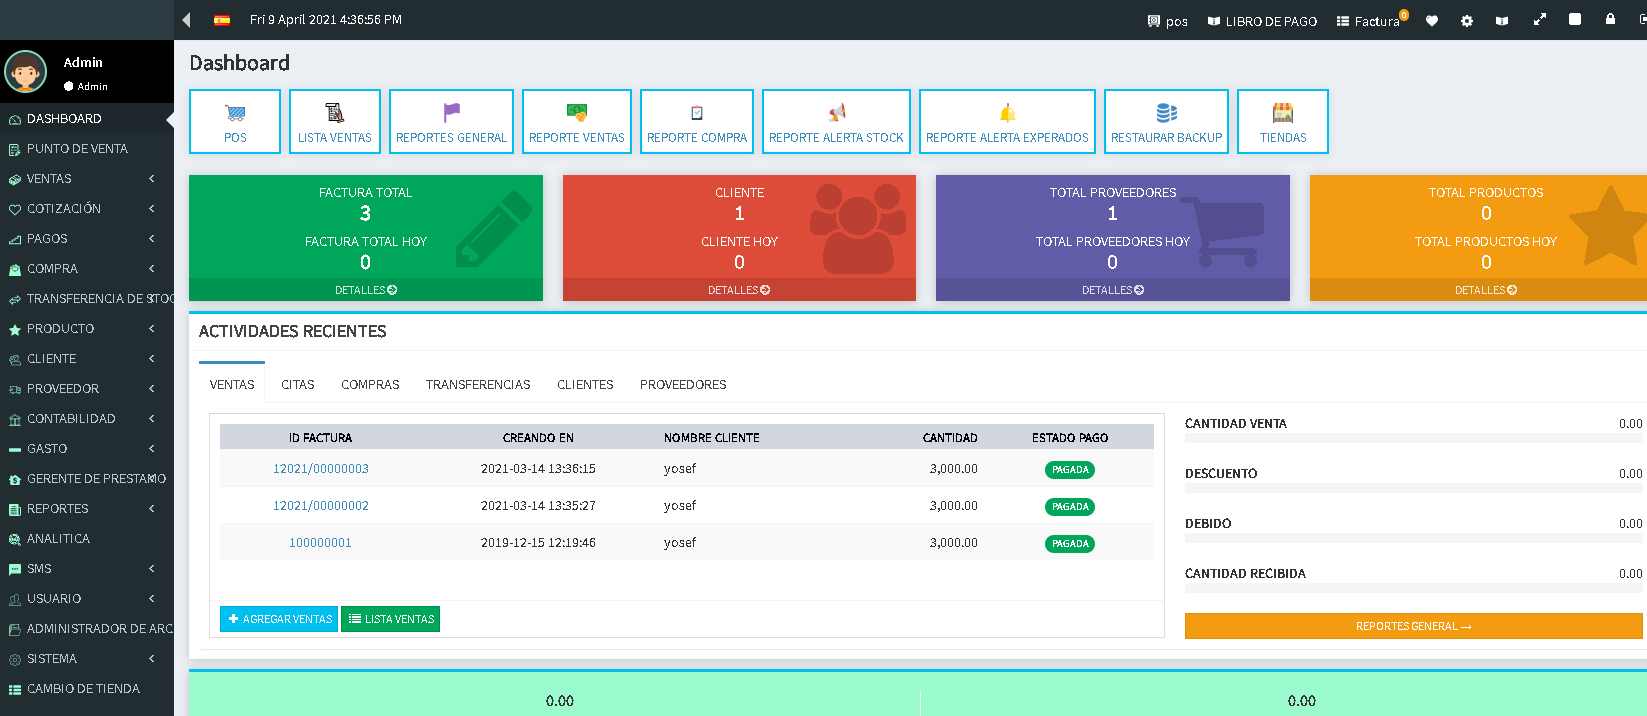 Fri 9 April 2021 4:36:56 PM
pos
LIBRO DE PAGO
Factura
0
Admin
Admin
DASHBOARD
PUNTO DE VENTA
VENTAS
COTIZACIÓN
PAGOS
COMPRA
TRANSFERENCIA DE STOC
PRODUCTO
CLIENTE
PROVEEDOR
CONTABILIDAD
GASTO
GERENTE DE PRESTAMO
REPORTES
ANALITICA
SMS
USUARIO
ADMINISTRADOR DE ARC
SISTEMA
CAMBIO DE TIENDA
Dashboard
POS
LISTA VENTAS
REPORTES GENERAL
REPORTE VENTAS
REPORTE COMPRA
REPORTE ALERTA STOCK
REPORTE ALERTA EXPERADOS
RESTAURAR BACKUP
TIENDAS
FACTURA TOTAL
3
FACTURA TOTAL HOY
0
DETALLES
CLIENTE
1
CLIENTE HOY
0
DETALLES
TOTAL PROVEEDORES
1
TOTAL PROVEEDORES HOY
0
DETALLES
TOTAL PRODUCTOS
0
TOTAL PRODUCTOS HOY
0
DETALLES
ACTIVIDADES RECIENTES
VENTAS CITAS COMPRAS TRANSFERENCIAS CLIENTES PROVEEDORES
ID FACTURA CREANDO EN NOMBRE CLIENTE CANTIDAD ESTADO PAGO
12021/00000003 2021-03-14 13:36:15 yosef 3,000.00 PAGADA
12021/00000002 2021-03-14 13:35:27 yosef 3,000.00 PAGADA
100000001 2019-12-15 12:19:46 yosef 3,000.00 PAGADA
AGREGAR VENTAS
LISTA VENTAS
CANTIDAD VENTA 0.00
DESCUENTO 0.00
DEBIDO 0.00
CANTIDAD RECIBIDA 0.00
REPORTES GENERAL →
0.00 0.00